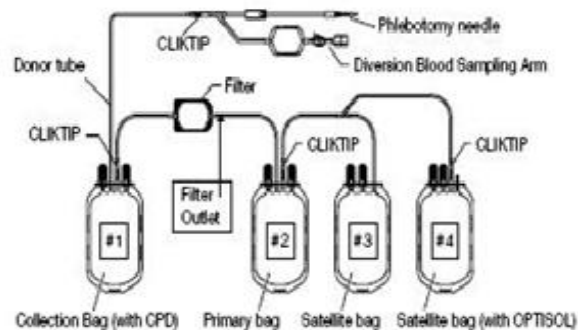 Phlebotomy needle
CLIKTIP
Diversion Blood Sampling Arm
Donor tube
Filter
CLIKTIP
CLIKTIP
CLIKTIP
Filter
Outlet
#1
#2
#3
#4
Collection Bag (with CPD)
Primary bag
Satellite bag
Satellite bag (with OPTISOL)